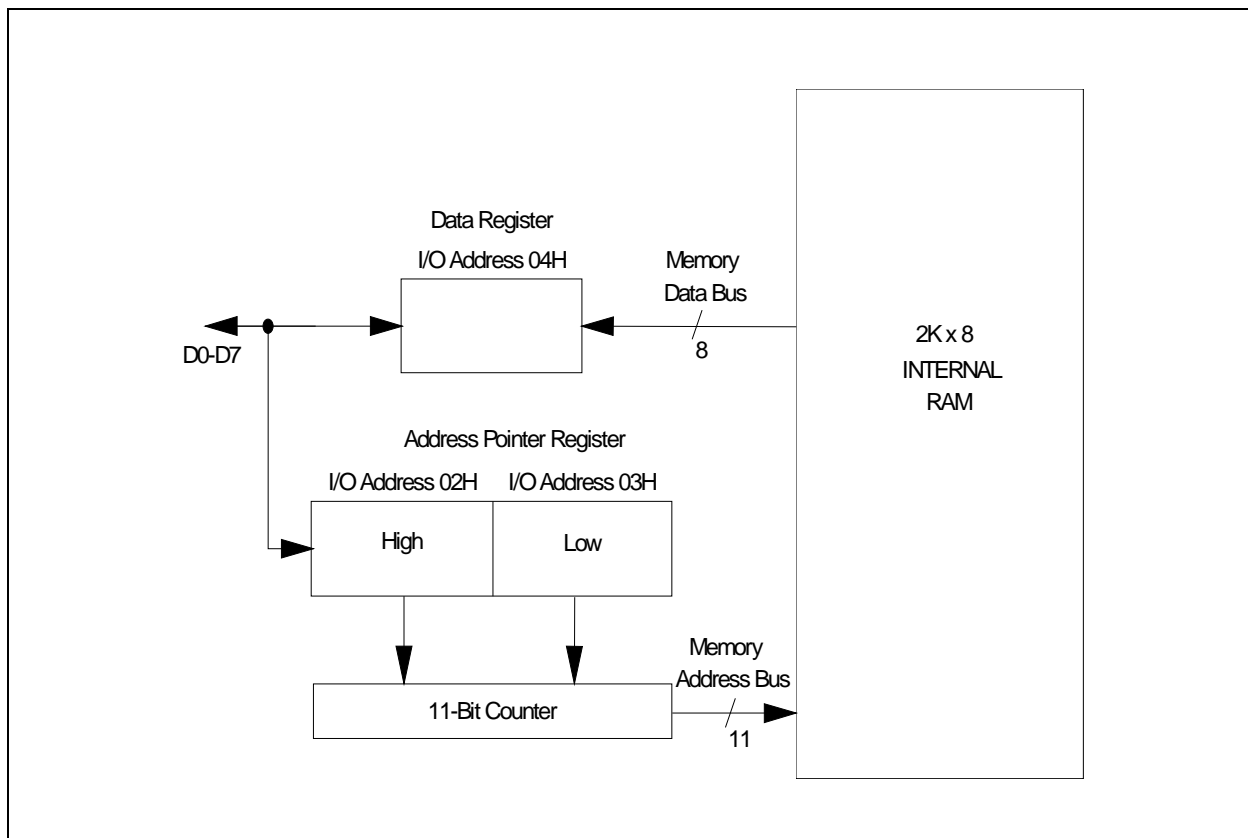 Data Register
I/O Address 04H
Memory
Data Bus
8
D0-D7
2K x 8
INTERNAL
RAM
Address Pointer Register
I/O Address 02H
I/O Address 03H
High
Low
11-Bit Counter
Memory
Address Bus
11